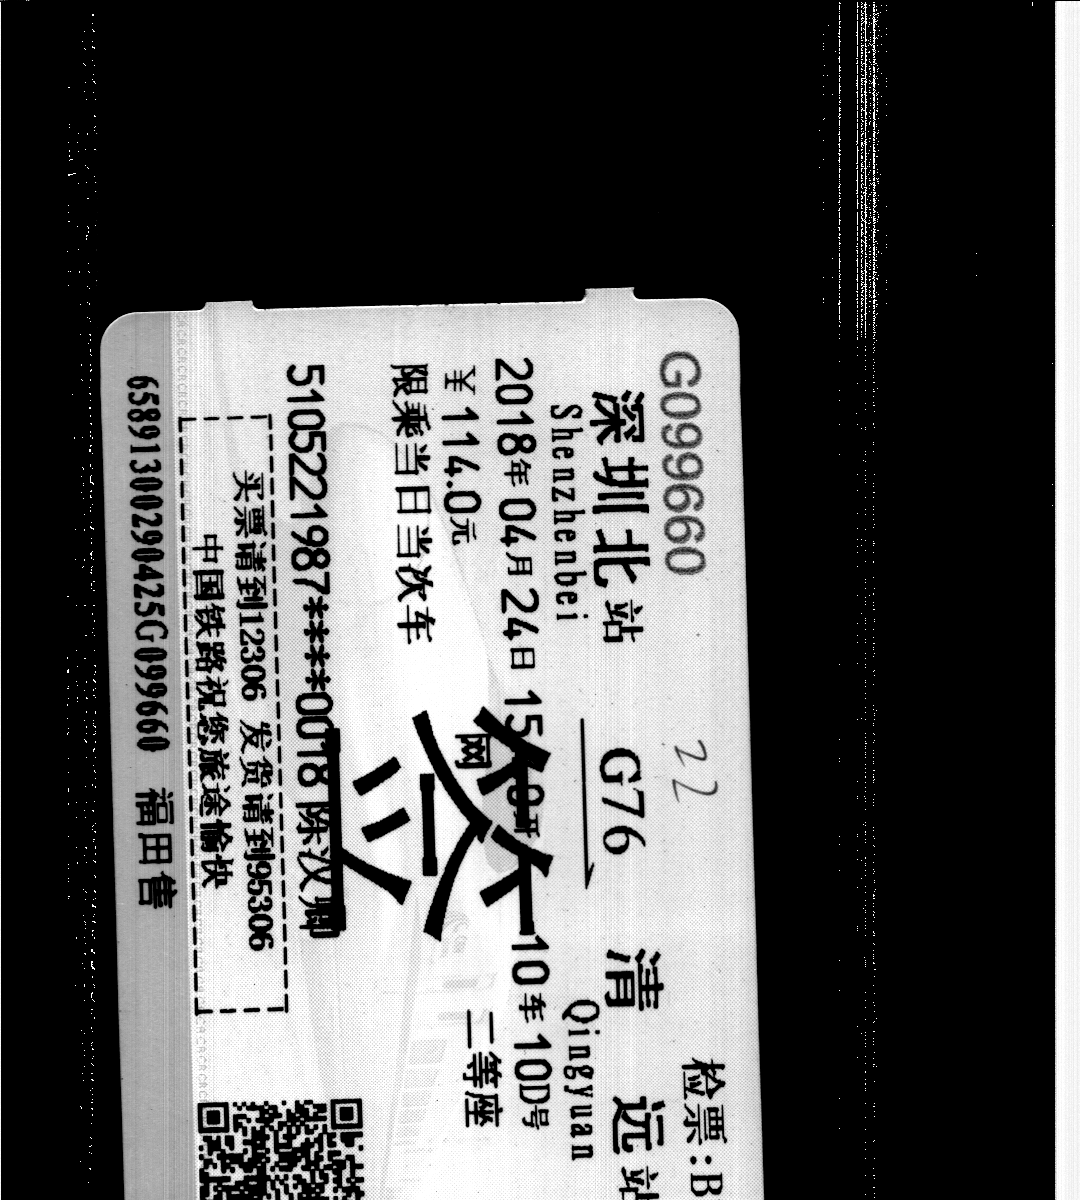 G099660 22 检票:B
深圳北站 G76 清远站
Shenzhenbei Qingyuan
2018年04月24日 15 0开 10车10D号
￥114.0元 网 二等座
限乘当日当次车
5105221987****0018 陈汉卿
买票请到12306 发货请到95306
中国铁路祝您旅途愉快
65891300290425G099660 福田售